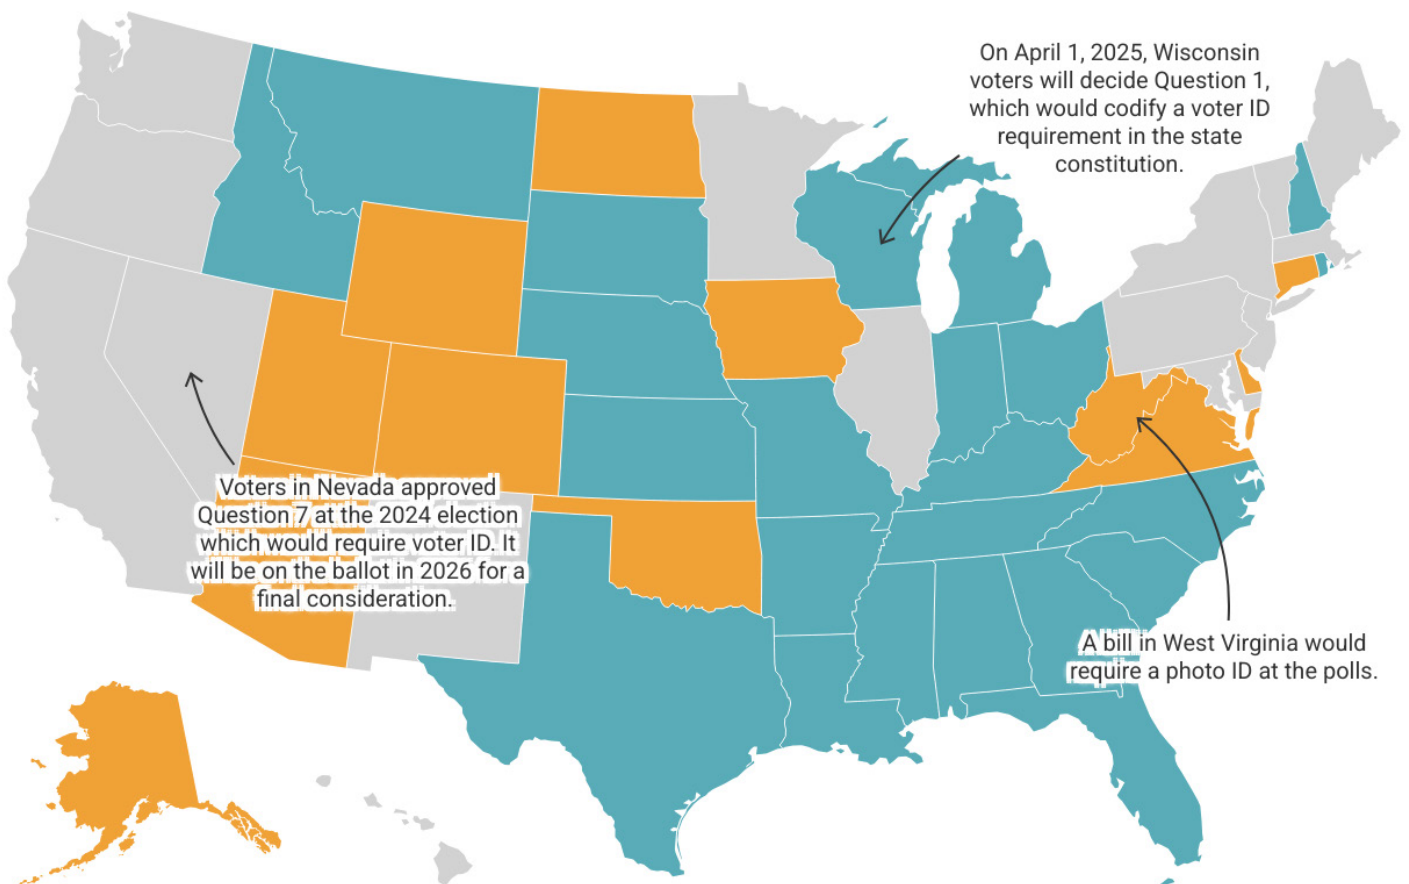 On April 1, 2025, Wisconsin
voters will decide Question 1,
which would codify a voter ID
requirement in the state
constitution.
Voters in Nevada approved
Question 7 at the 2024 election
which would require voter ID. It
will be on the ballot in 2026 for a
final consideration.
A bill in West Virginia would
require a photo ID at the polls.